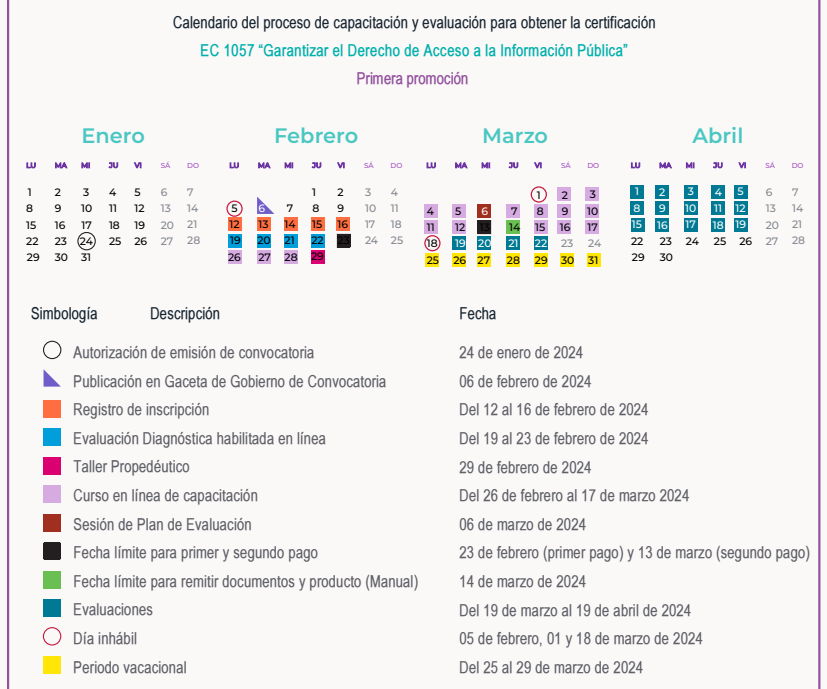 Calendario del proceso de capacitación y evaluación para obtener la certificación
EC 1057 “Garantizar el Derecho de Acceso a la Información Pública”
Primera promoción
Enero
LU MA MI JU VI SÁ DO
1 2 3 4 5 6 7
8 9 10 11 12 13 14
15 16 17 18 19 20 21
22 23 24 25 26 27 28
29 30 31
Febrero
LU MA MI JU VI SÁ DO
1 2 3 4
5 6 7 8 9 10 11
12 13 14 15 16 17 18
19 20 21 22 23 24 25
26 27 28 29
Marzo
LU MA MI JU VI SÁ DO
1 2 3
4 5 6 7 8 9 10
11 12 13 14 15 16 17
18 19 20 21 22 23 24
25 26 27 28 29 30 31
Abril
LU MA MI JU VI SÁ DO
1 2 3 4 5 6 7
8 9 10 11 12 13 14
15 16 17 18 19 20 21
22 23 24 25 26 27 28
29 30
Simbología Descripción Fecha
Autorización de emisión de convocatoria 24 de enero de 2024
Publicación en Gaceta de Gobierno de Convocatoria 06 de febrero de 2024
Registro de inscripción Del 12 al 16 de febrero de 2024
Evaluación Diagnóstica habilitada en línea Del 19 al 23 de febrero de 2024
Taller Propedéutico 29 de febrero de 2024
Curso en línea de capacitación Del 26 de febrero al 17 de marzo 2024
Sesión de Plan de Evaluación 06 de marzo de 2024
Fecha límite para primer y segundo pago 23 de febrero (primer pago) y 13 de marzo (segundo pago)
Fecha límite para remitir documentos y producto (Manual) 14 de marzo de 2024
Evaluaciones Del 19 de marzo al 19 de abril de 2024
Día inhábil 05 de febrero, 01 y 18 de marzo de 2024
Periodo vacacional Del 25 al 29 de marzo de 2024